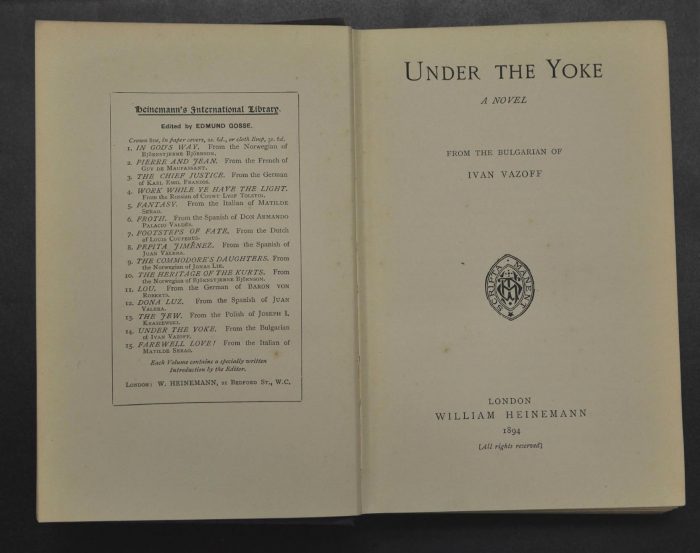 Heinemann's International Library.
Edited by EDMUND GOSSE.
Crown 8vo, in paper covers, 2s. 6d., or cloth limp, 3s. 6d.
1. IN GOD'S WAY. From the Norwegian of
BJÖRNSTJERNE BJÖRNSON.
2. PIERRE AND JEAN. From the French of
GUY DE MAUPASSANT.
3. THE CHIEF JUSTICE. From the German
of KARL EMIL FRANZOS.
4. WORK WHILE YE HAVE THE LIGHT.
From the Russian of COUNT LYOF TOLSTOI.
5. FANTASY. From the Italian of MATILDE
SERAO.
6. FROTH. From the Spanish of DON ARMANDO
PALACIO VALDÉS.
7. FOOTSTEPS OF FATE. From the Dutch
of LOUIS COUPERUS.
8. PEPITA JIMÉNEZ. From the Spanish of
JUAN VALERA.
9. THE COMMODORE'S DAUGHTERS. From
the Norwegian of JONAS LIE.
10. THE HERITAGE OF THE KURTS. From
the Norwegian of BJÖRNSTJERNE BJÖRNSON.
11. LOU. From the German of BARON VON
ROBERTS.
12. DOÑA LUZ. From the Spanish of JUAN
VALERA.
13. THE JEW. From the Polish of JOSEPH I.
KRASZEWSKI.
14. UNDER THE YOKE. From the Bulgarian
of IVAN VAZOFF.
15. FAREWELL LOVE! From the Italian of
MATILDE SERAO.
Each Volume contains a specially written
Introduction by the Editor.
LONDON: W. HEINEMANN, 21 BEDFORD ST., W.C.
UNDER THE YOKE
A NOVEL
FROM THE BULGARIAN OF
IVAN VAZOFF
SCRIPTA MANENT
LONDON
WILLIAM HEINEMANN
1894
(All rights reserved)